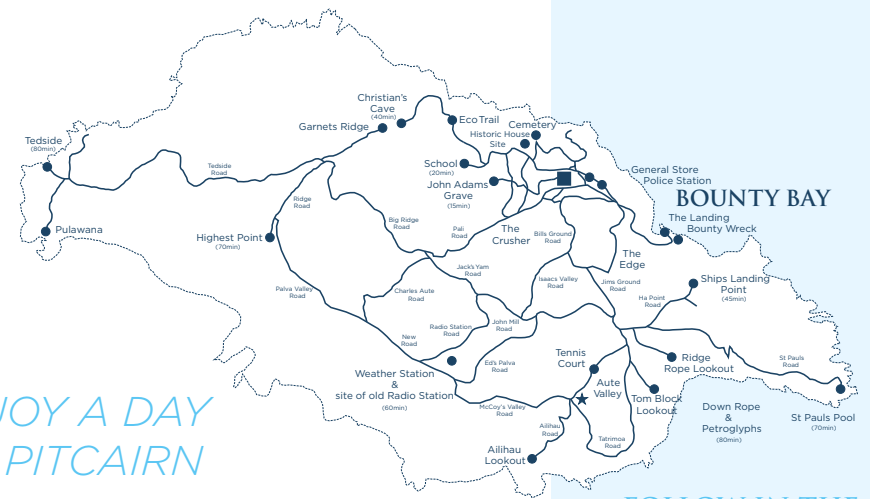 Christian's
Cave
(40min)
Garnets Ridge
EcoTrail
Cemetery
Historic House
Site
Tedside
(80min)
Tedside
Road
School
(20min)
John Adams
Grave
(15min)
General Store
Police Station
BOUNTY BAY
The Landing
Bounty Wreck
Ridge
Road
Big Ridge
Road
Pali
Road
The
Crusher
Bills Ground
Road
The
Edge
Pulawana
Highest Point
(70min)
Palva Valley
Road
Charles Aute
Road
Jack'sYam
Road
Isaacs Valley
Road
Jims Ground
Road
Ha Point
Road
Ships Landing
Point
(45min)
New
Road
Radio Station
Road
John Mill
Road
Ed's Palva
Road
Weather Station
&
site of old Radio Station
(60min)
Tennis
Court
Aute
Valley
Ridge
Rope Lookout
St Pauls
Road
McCoy's Valley
Road
Ailihau
Road
Tatrimoa
Road
Tom Block
Lookout
Down Rope
&
Petroglyphs
(80min)
St Pauls Pool
(70min)
Ailihau
Lookout
JOY A DAY
PITCAIRN